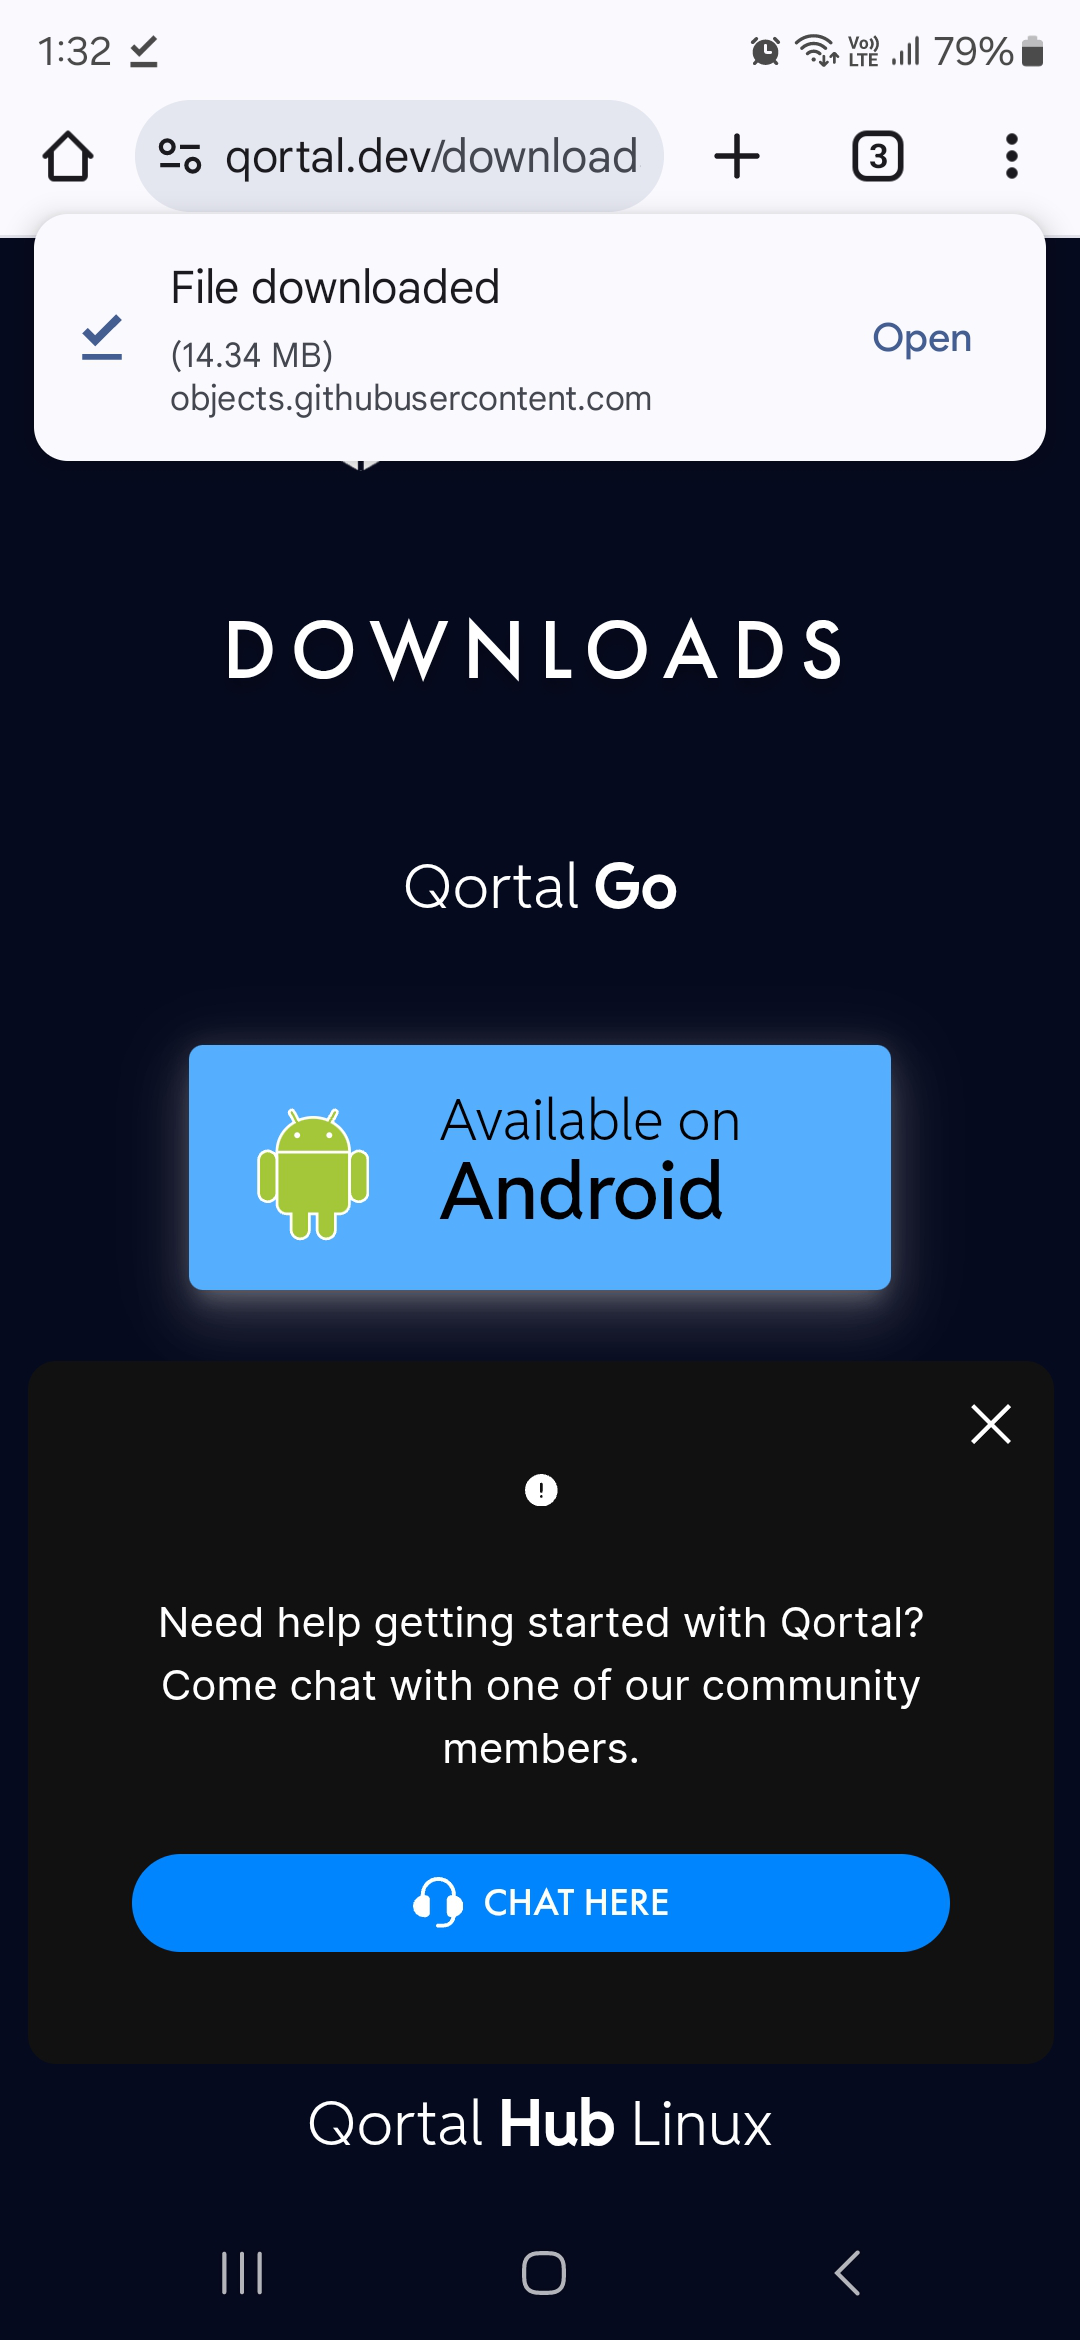 1:32
Vo)) LTE 79%
qortal.dev/download
3
File downloaded
(14.34 MB)
objects.githubusercontent.com
Open
DOWNLOADS
Qortal Go
Available on
Android
Need help getting started with Qortal?
Come chat with one of our community
members.
CHAT HERE
Qortal Hub Linux